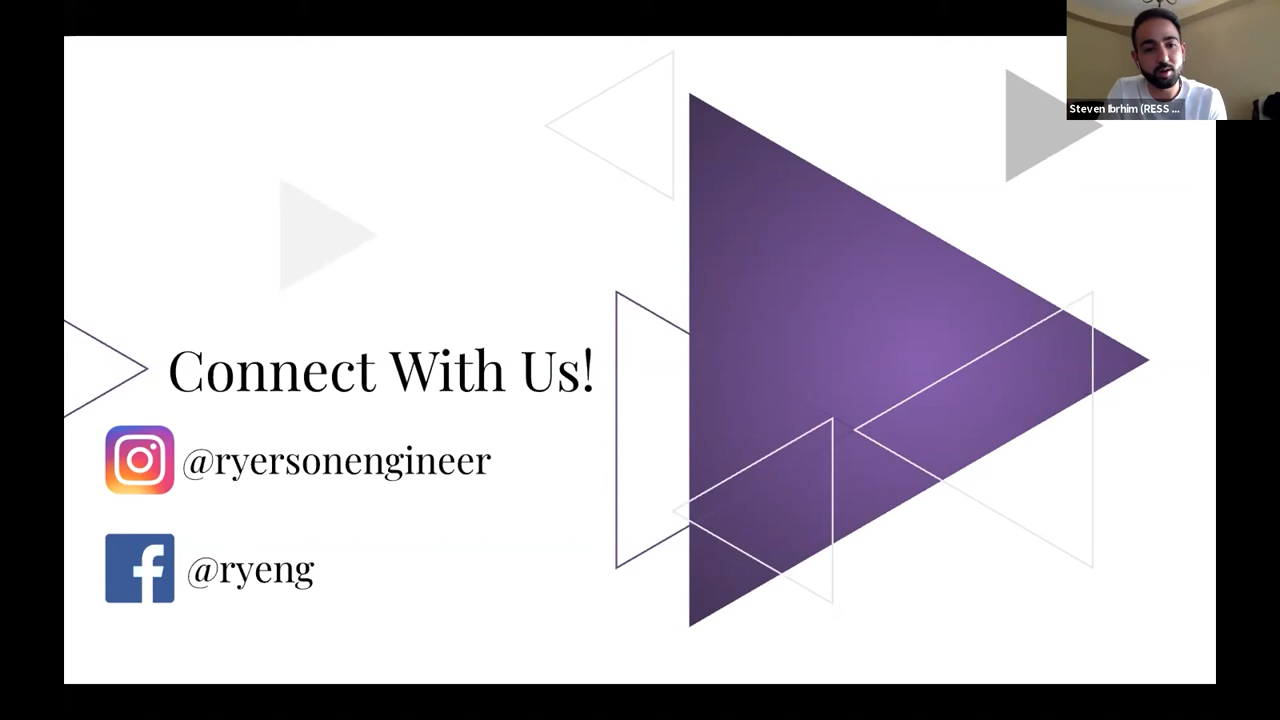 Steven Ibrhim (RESS ...
Connect With Us!
@ryersonengineer
@ryeng